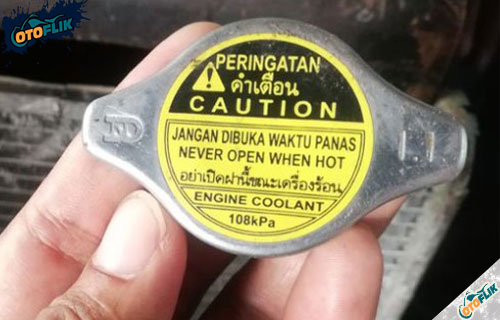 OTOFLIK
PERINGATAN
คำเตือน
CAUTION
JANGAN DIBUKA WAKTU PANAS
NEVER OPEN WHEN HOT
อย่าเปิดฝานี้ขณะเครื่องร้อน
ENGINE COOLANT
108kPa
OTOFLIK